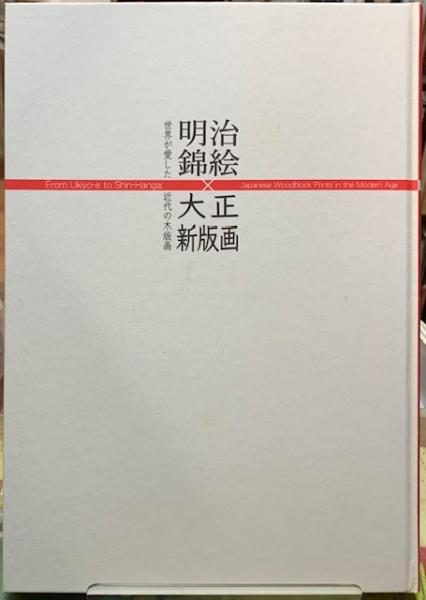 明治
錦絵
×
大正
新版画
世界が愛した 近代の木版画
From Ukiyo-e to Shin-Hanga: Japanese Woodblock Prints in the Modern Age